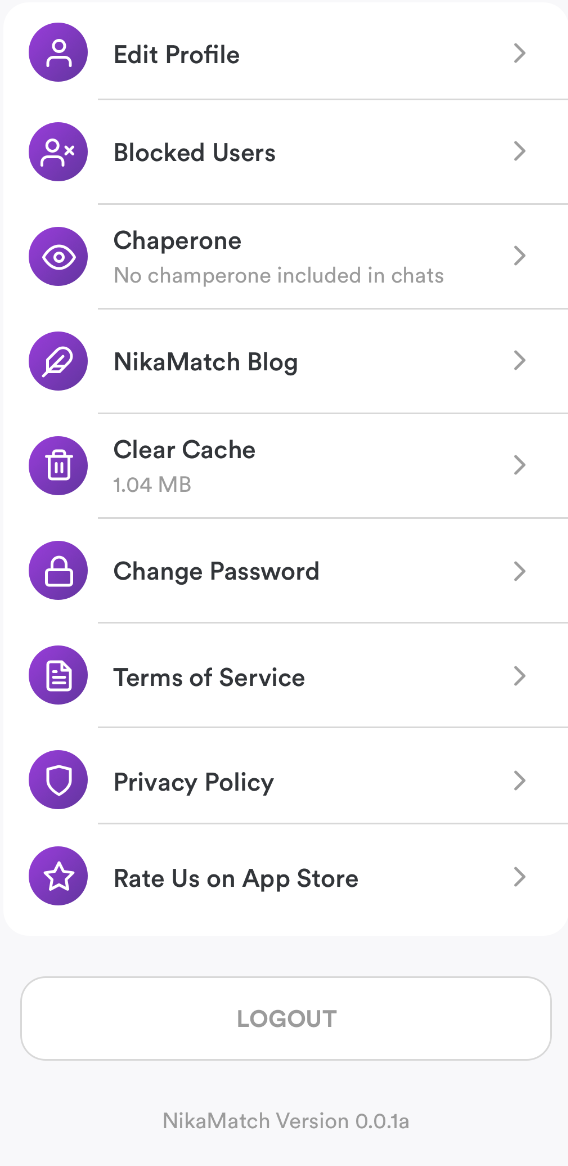 Edit Profile
Blocked Users
Chaperone
No champerone included in chats
NikaMatch Blog
Clear Cache
1.04 MB
Change Password
Terms of Service
Privacy Policy
Rate Us on App Store
LOGOUT
NikaMatch Version 0.0.1a